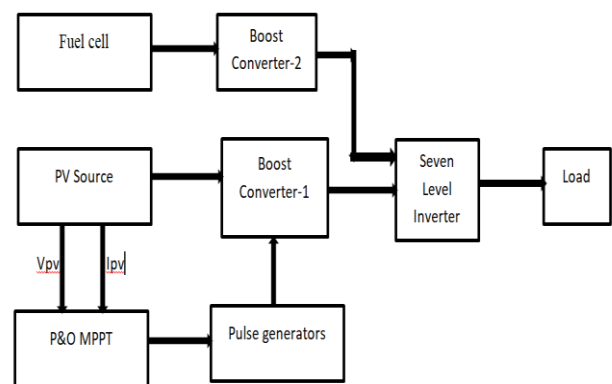 Fuel cell
Boost
Converter-2
PV Source
Boost
Converter-1
Seven
Level
Inverter
Load
Vpv
Ipv
P&O MPPT
Pulse generators